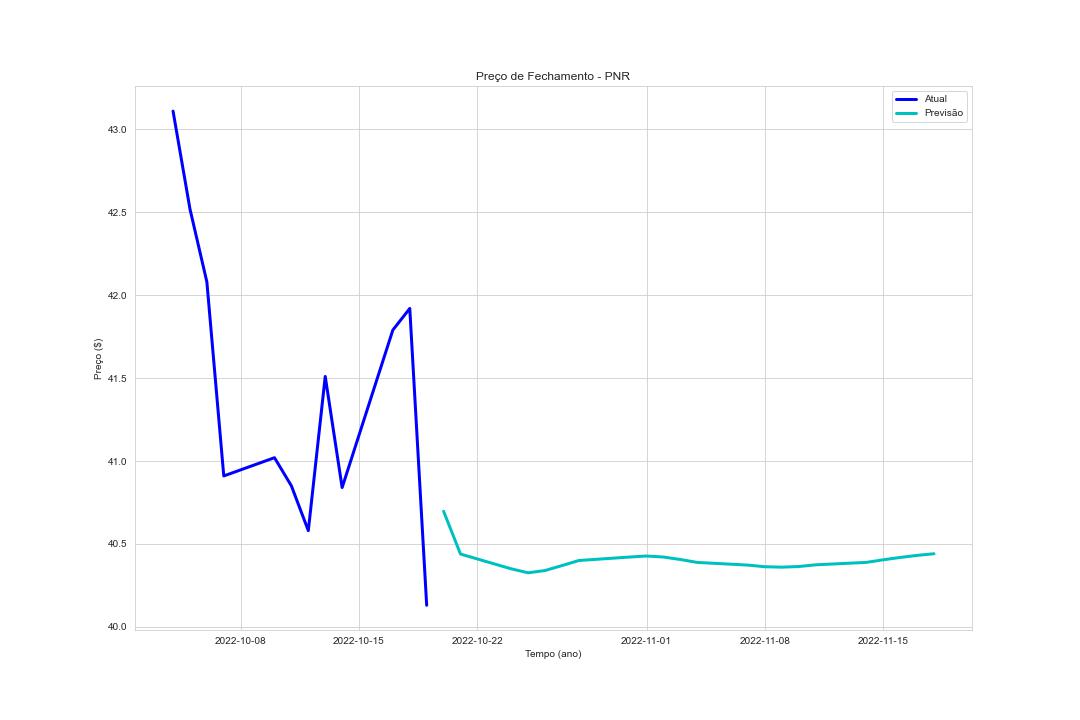 Preço de Fechamento - PNR
Atual
Previsão
43.0
42.5
42.0
41.5
41.0
40.5
40.0
Preço ($)
2022-10-08
2022-10-15
2022-10-22
2022-11-01
2022-11-08
2022-11-15
Tempo (ano)